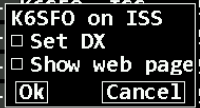 K6SFO on ISS
Set DX
Show web page
Ok Cancel